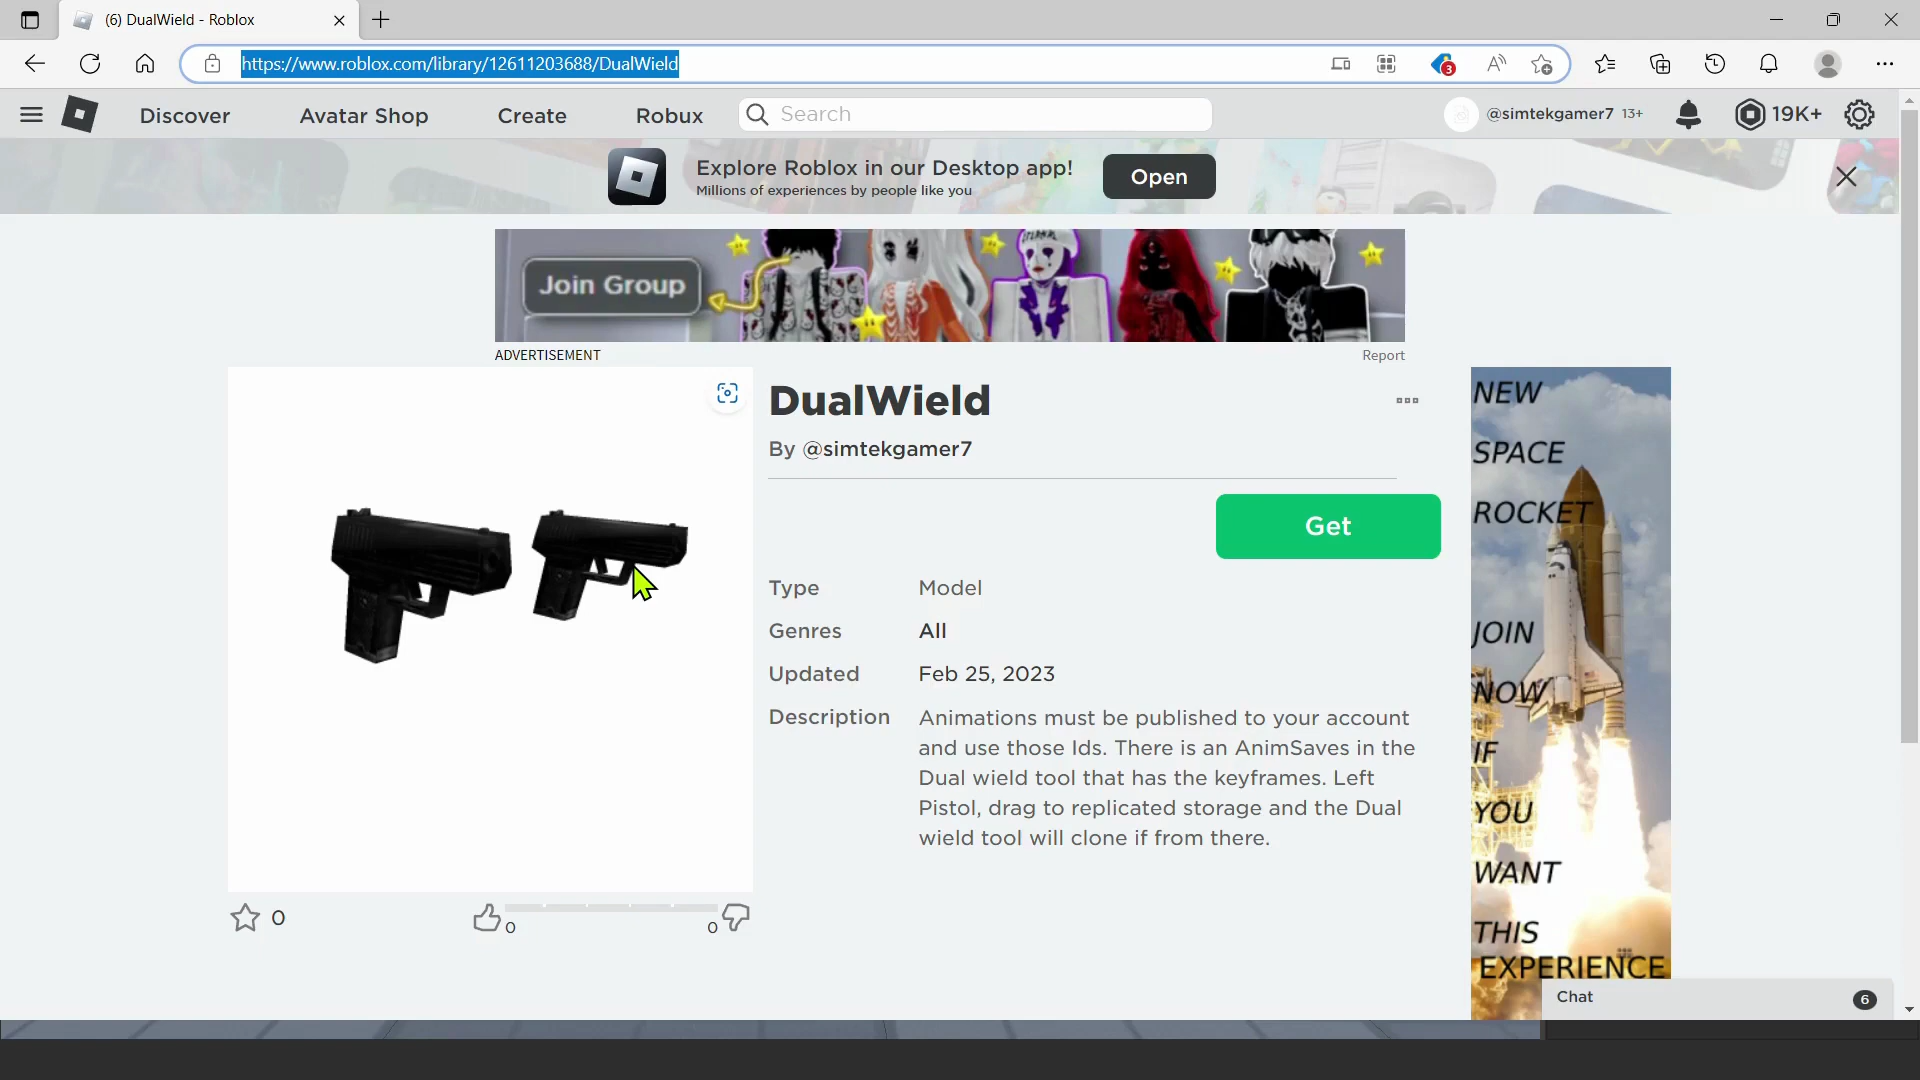 (6) DualWield - Roblox
https://www.roblox.com/library/12611203688/DualWield
3
Discover
Avatar Shop
Create
Robux
Search
@simtekgamer7 13+
19K+
Explore Roblox in our Desktop app!
Millions of experiences by people like you
Open
Join Group
ADVERTISEMENT
Report
DualWield
By @simtekgamer7
Get
Type Model
Genres All
Updated Feb 25, 2023
Description Animations must be published to your account
and use those Ids. There is an AnimSaves in the
Dual wield tool that has the keyframes. Left
Pistol, drag to replicated storage and the Dual
wield tool will clone if from there.
0
0
0
NEW
SPACE
ROCKET
JOIN
NOW
IF
YOU
WANT
THIS
EXPERIENCE
Chat
6